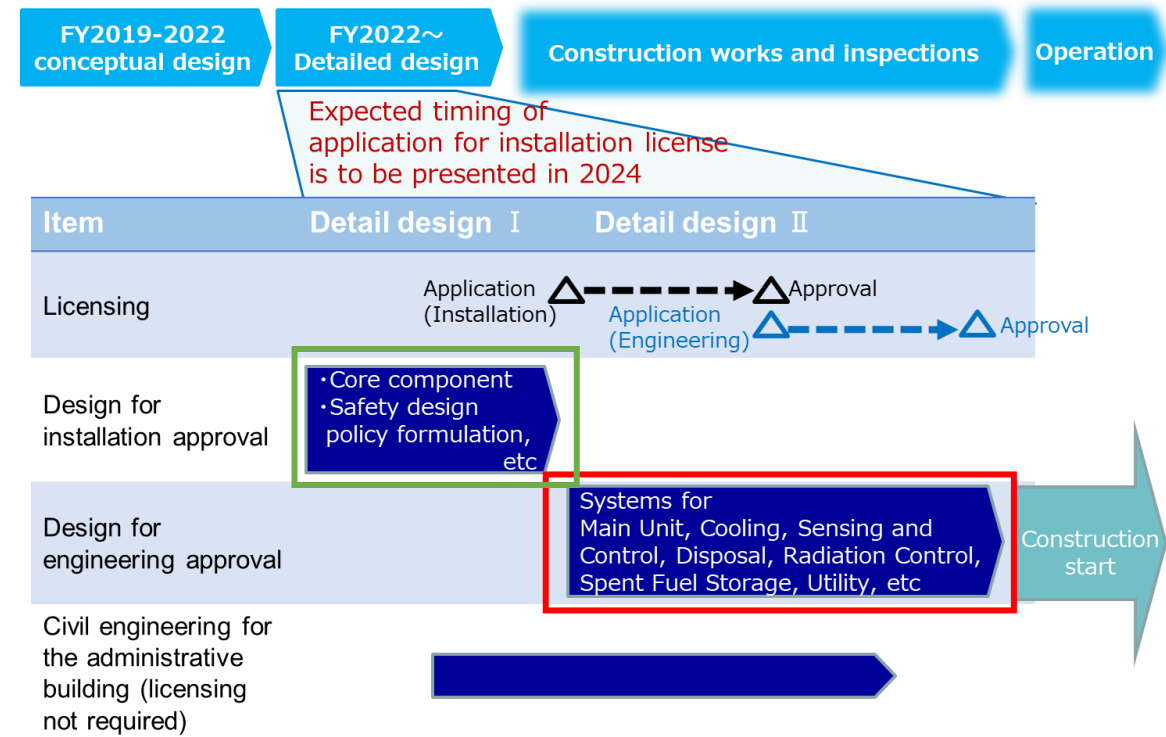 FY2019-2022
conceptual design
FY2022～
Detailed design
Construction works and inspections
Operation
Expected timing of
application for installation license
is to be presented in 2024
Item
Detail design Ⅰ
Detail design Ⅱ
Licensing
Application
(Installation)
Approval
Application
(Engineering)
Approval
Design for
installation approval
・Core component
・Safety design
policy formulation,
etc
Design for
engineering approval
Systems for
Main Unit, Cooling, Sensing and
Control, Disposal, Radiation Control,
Spent Fuel Storage, Utility, etc
Construction
start
Civil engineering for
the administrative
building (licensing
not required)